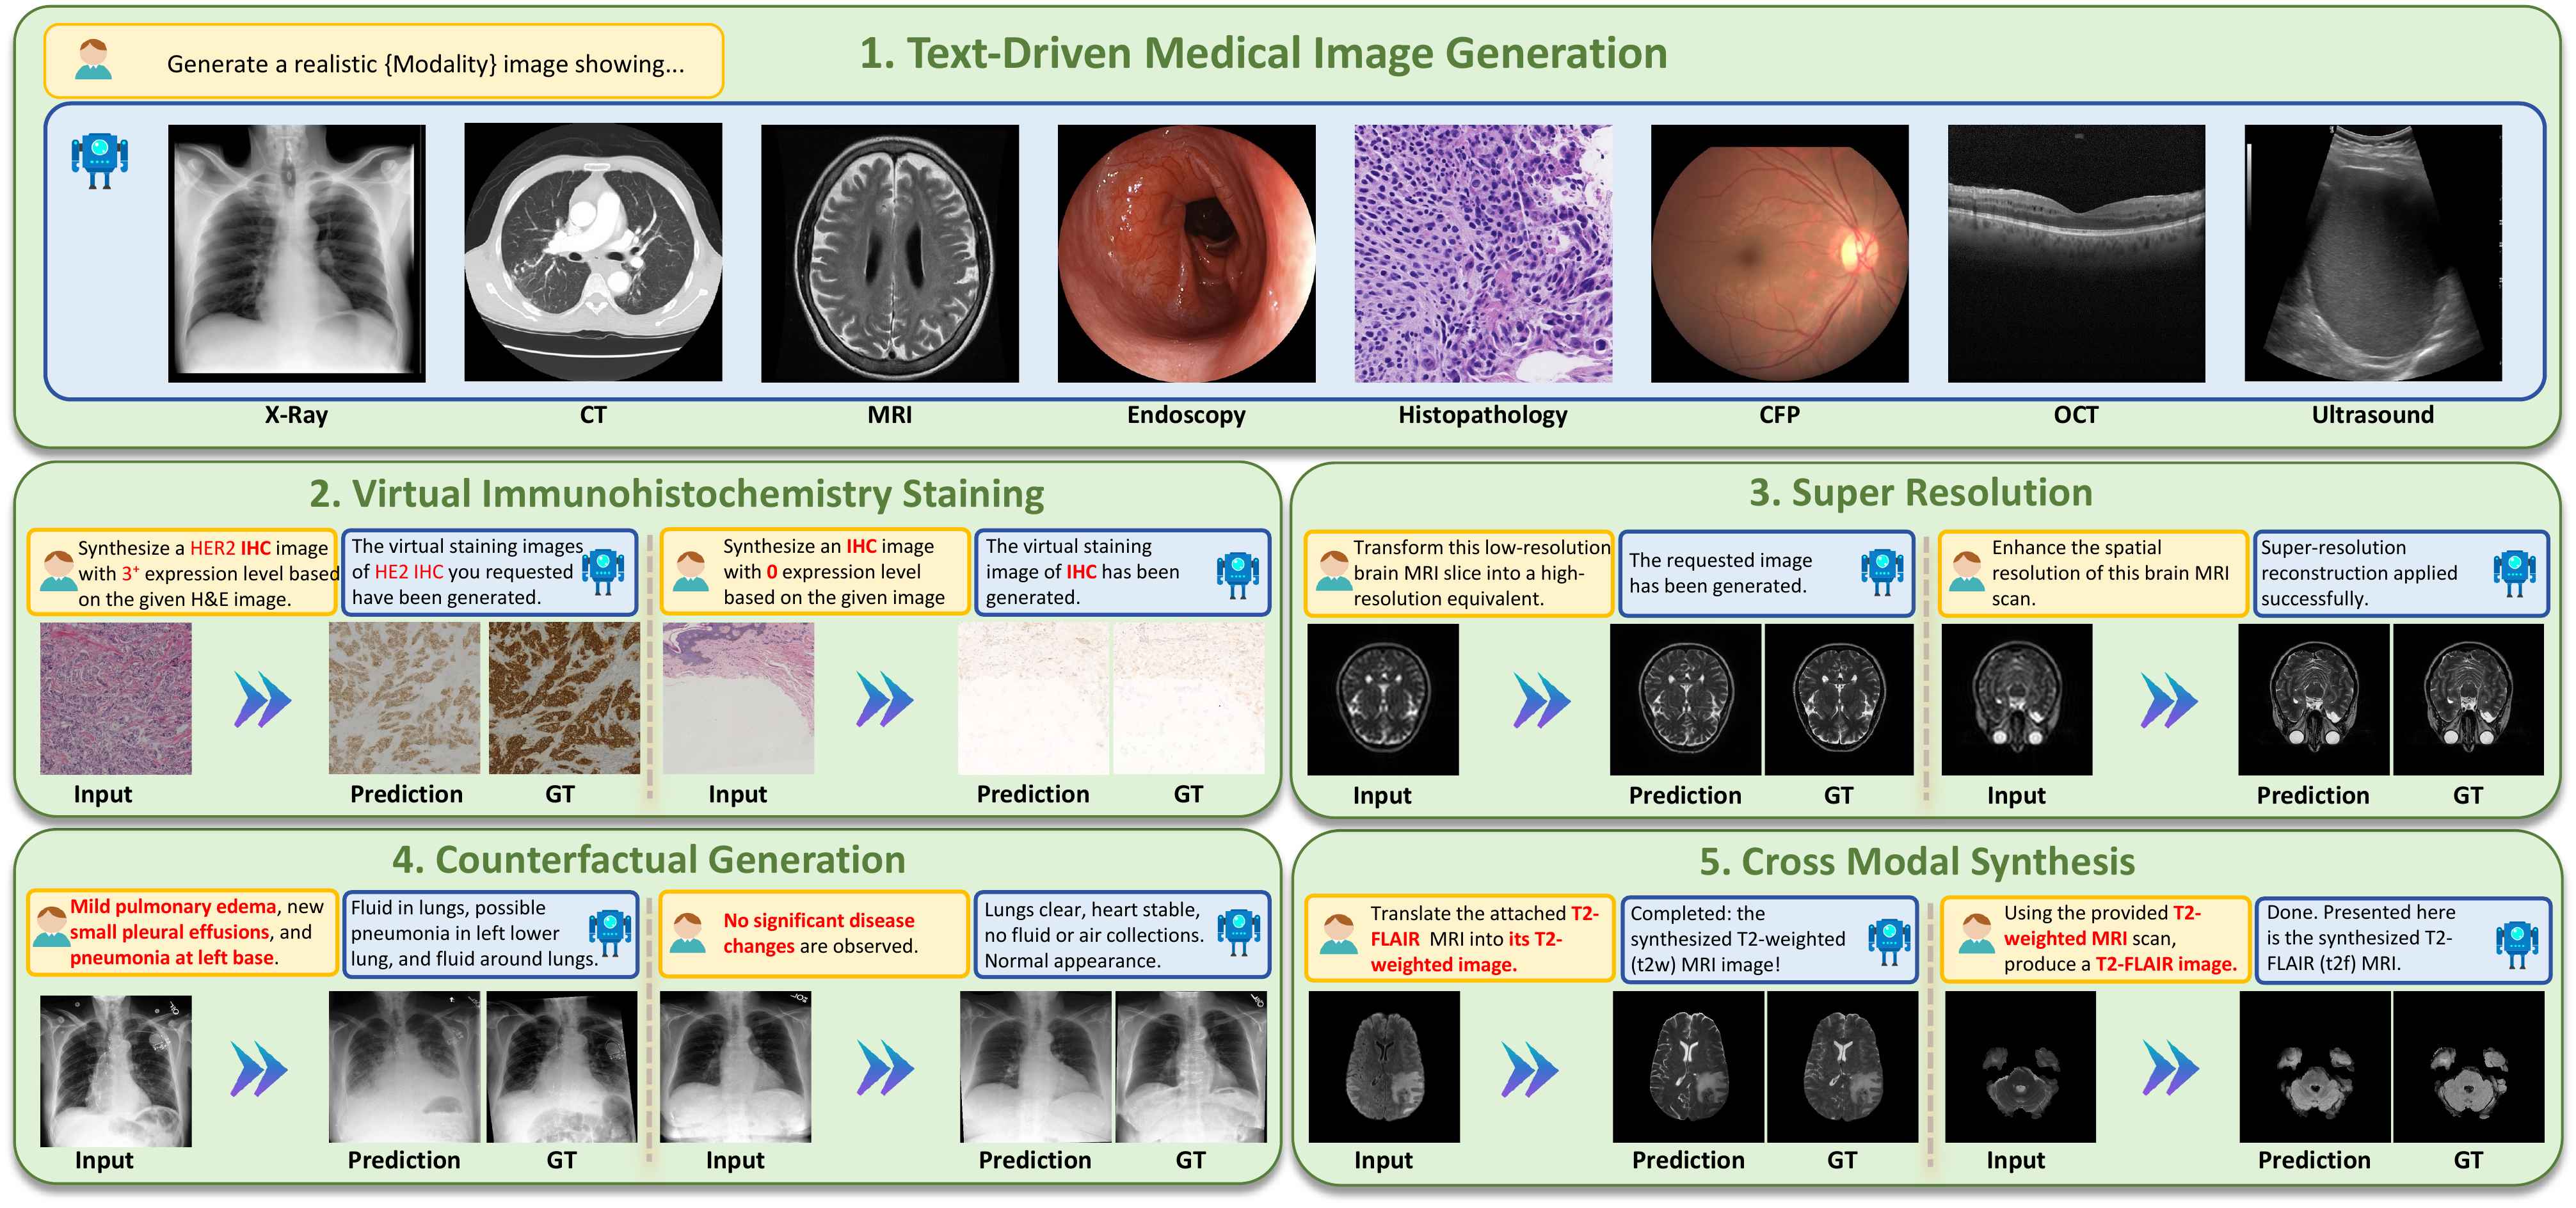 1. Text-Driven Medical Image Generation
Generate a realistic {Modality} image showing...
X-Ray
CT
MRI
Endoscopy
Histopathology
CFP
OCT
Ultrasound
2. Virtual Immunohistochemistry Staining
Synthesize a HER2 IHC image
with 3+ expression level based
on the given H&E image.
The virtual staining images
of HE2 IHC you requested
have been generated.
Input
Prediction
GT
Synthesize an IHC image
with 0 expression level
based on the given image
The virtual staining
image of IHC has been
generated.
Input
Prediction
GT
3. Super Resolution
Transform this low-resolution
brain MRI slice into a high-
resolution equivalent.
The requested image
has been generated.
Input
Prediction
GT
Enhance the spatial
resolution of this brain MRI
scan.
Super-resolution
reconstruction applied
successfully.
Input
Prediction
GT
4. Counterfactual Generation
Mild pulmonary edema, new
small pleural effusions, and
pneumonia at left base.
Fluid in lungs, possible
pneumonia in left lower
lung, and fluid around lungs.
Input
Prediction
GT
No significant disease
changes are observed.
Lungs clear, heart stable,
no fluid or air collections.
Normal appearance.
Input
Prediction
GT
5. Cross Modal Synthesis
Translate the attached T2-
FLAIR MRI into its T2-
weighted image.
Completed: the
synthesized T2-weighted
(t2w) MRI image!
Input
Prediction
GT
Using the provided T2-
weighted MRI scan,
produce a T2-FLAIR image.
Done. Presented here
is the synthesized T2-
FLAIR (t2f) MRI.
Input
Prediction
GT